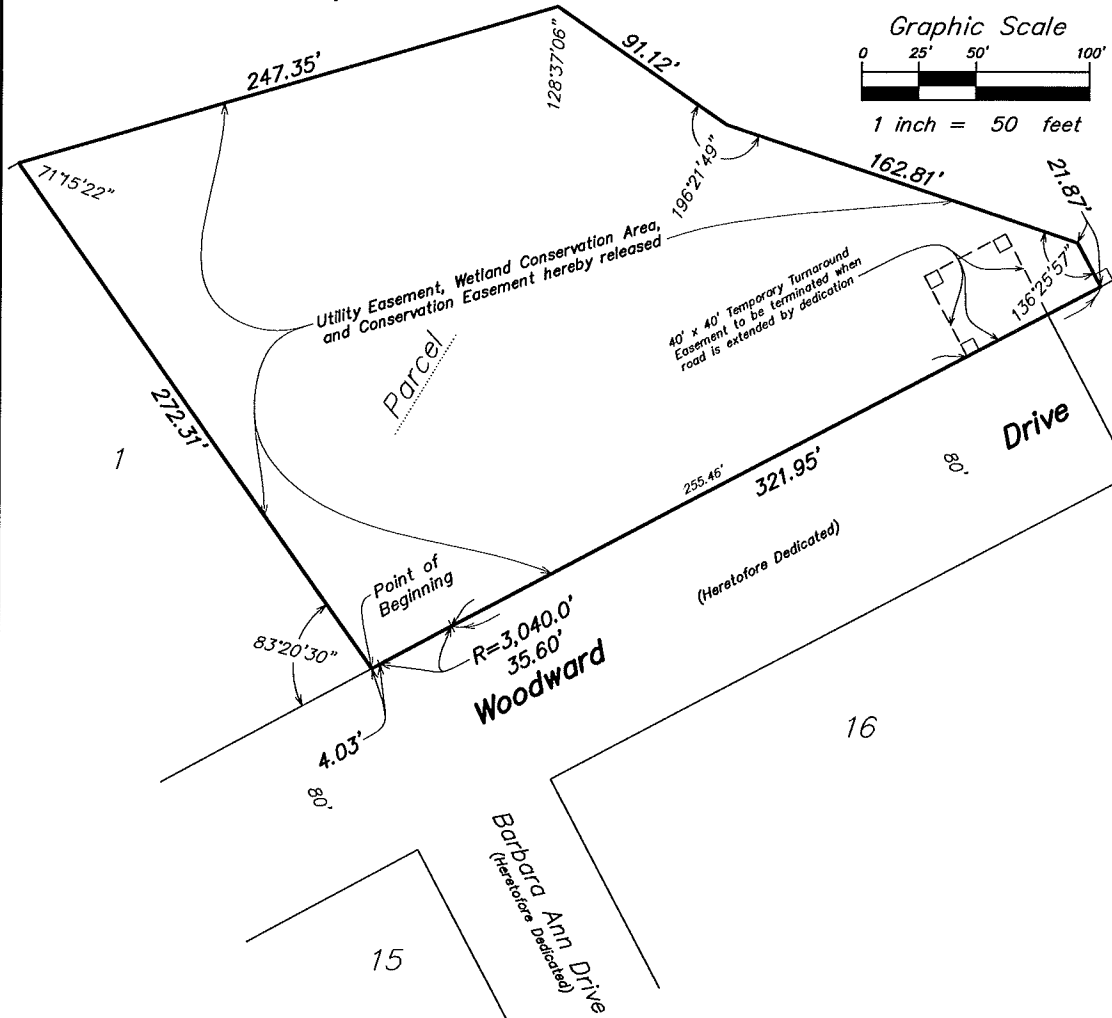 Graphic Scale
0 25' 50' 100'
1 inch = 50 feet
247.35'
128°37'06"
91.12'
196°21'49"
162.81'
21.87'
136°25'57"
71°15'22"
Utility Easement, Wetland Conservation Area,
and Conservation Easement hereby released
40' x 40' Temporary Turnaround
Easement to be terminated when
road is extended by dedication
Parcel
272.31'
1
255.46'
321.95'
Drive
80'
(Heretofore Dedicated)
Point of
Beginning
83°20'30"
R=3,040.0'
35.60'
Woodward
4.03'
80'
16
Barbara Ann Drive
(Heretofore Dedicated)
15